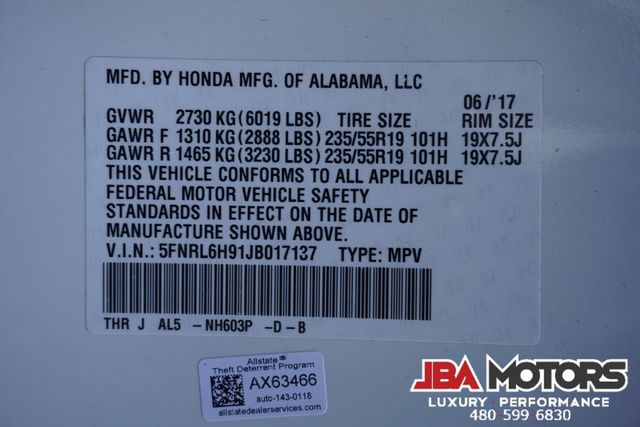 MFD. BY HONDA MFG. OF ALABAMA, LLC
06/'17
GVWR 2730 KG(6019 LBS) TIRE SIZE RIM SIZE
GAWR F 1310 KG(2888 LBS) 235/55R19 101H 19X7.5J
GAWR R 1465 KG(3230 LBS) 235/55R19 101H 19X7.5J
THIS VEHICLE CONFORMS TO ALL APPLICABLE
FEDERAL MOTOR VEHICLE SAFETY
STANDARDS IN EFFECT ON THE DATE OF
MANUFACTURE SHOWN ABOVE.
V.I.N.: 5FNRL6H91JB017137 TYPE: MPV
THR J AL5 -NH603P -D-B
Allstate®
Theft Deterrent Program
AX63466
auto-143-0118
allstatedealerservices.com
JBA MOTORS
LUXURY · PERFORMANCE
480 599 6830